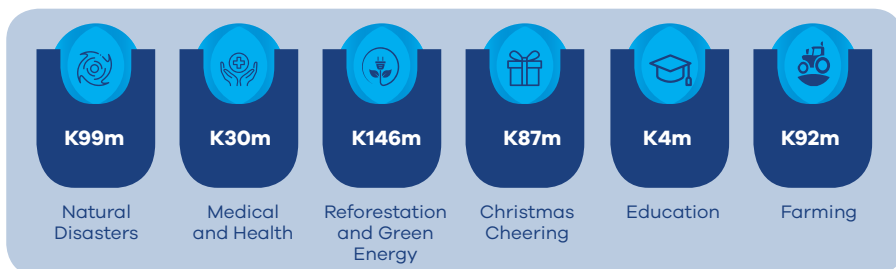 K99m
K30m
K146m
K87m
K4m
K92m
Natural
Disasters
Medical
and Health
Reforestation
and Green
Energy
Christmas
Cheering
Education
Farming